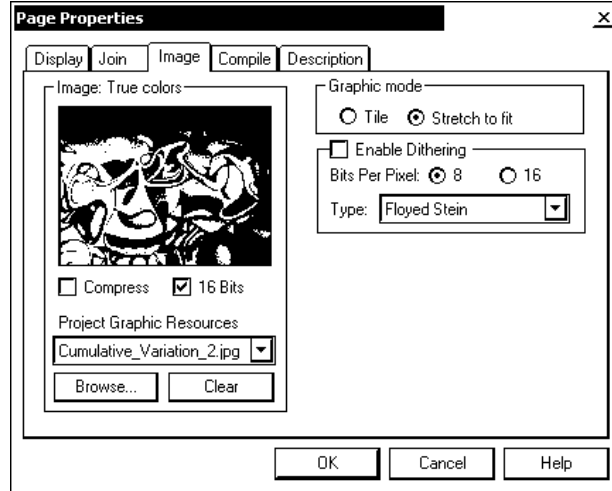 Page Properties
Display Join Image Compile Description
Image: True colors
Compress 16 Bits
Project Graphic Resources
Cumulative_Variation_2.jpg
Browse... Clear
Graphic mode
Tile Stretch to fit
Enable Dithering
Bits Per Pixel: 8 16
Type: Floyed Stein
OK Cancel Help